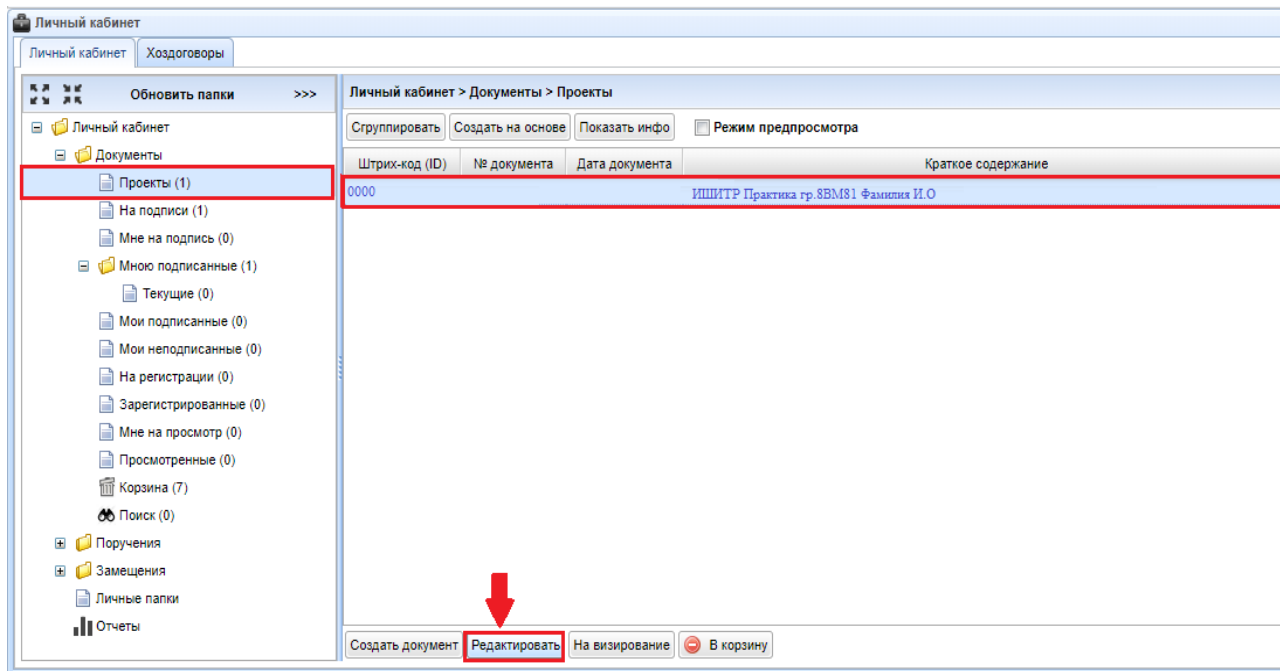 Личный кабинет
Личный кабинет Хоздоговоры
Обновить папки >>>
Личный кабинет
Документы
Проекты (1)
На подписи (1)
Мне на подпись (0)
Мною подписанные (1)
Текущие (0)
Мои подписанные (0)
Мои неподписанные (0)
На регистрации (0)
Зарегистрированные (0)
Мне на просмотр (0)
Просмотренные (0)
Корзина (7)
Поиск (0)
Поручения
Замещения
Личные папки
Отчеты
Личный кабинет > Документы > Проекты
Сгруппировать Создать на основе Показать инфо Режим предпросмотра
Штрих-код (ID) № документа Дата документа Краткое содержание
0000 ИШИТР Практика гр.8ВМ81 Фамилия И.О
Создать документ Редактировать На визирование В корзину